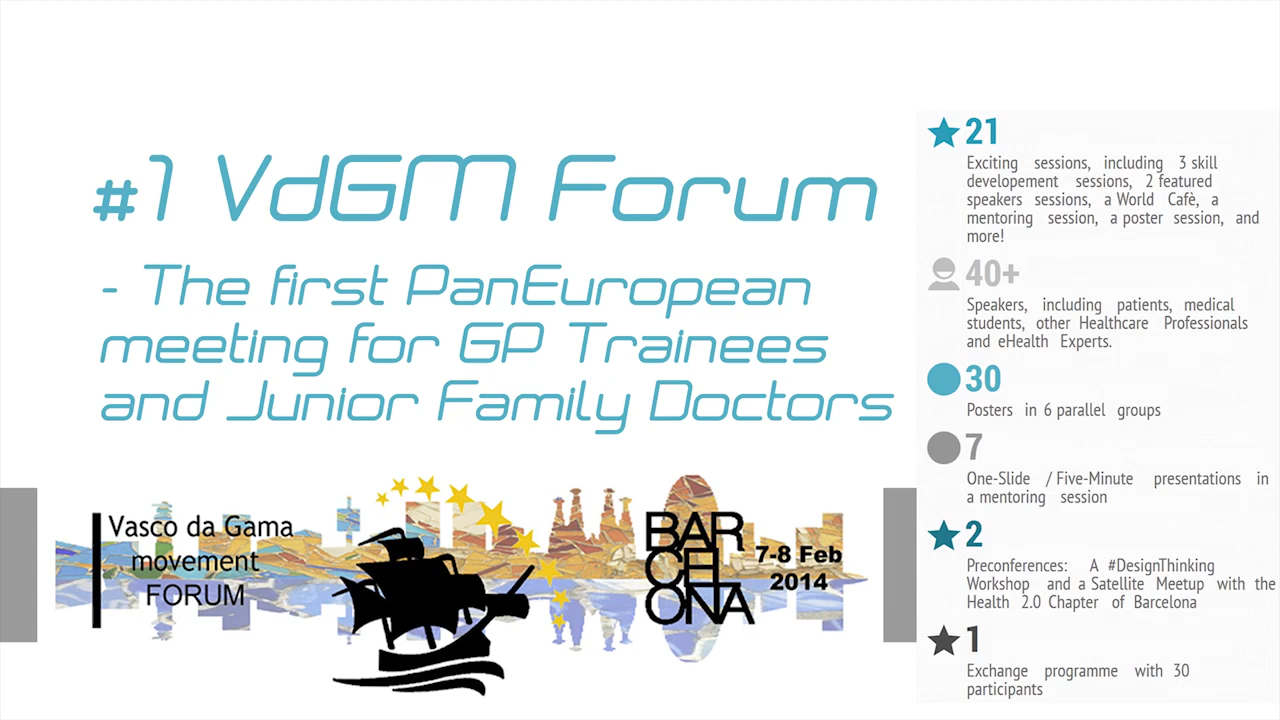 #1 VdGM Forum
- The first PanEuropean
meeting for GP Trainees
and Junior Family Doctors
Vasco da Gama
movement
FORUM
BAR
CEL
ONA
7-8 Feb
2014
21
Exciting sessions, including 3 skill
developement sessions, 2 featured
speakers sessions, a World Cafè, a
mentoring session, a poster session, and
more!
40+
Speakers, including patients, medical
students, other Healthcare Professionals
and eHealth Experts.
30
Posters in 6 parallel groups
7
One-Slide / Five-Minute presentations in
a mentoring session
2
Preconferences: A #DesignThinking
Workshop and a Satellite Meetup with the
Health 2.0 Chapter of Barcelona
1
Exchange programme with 30
participants